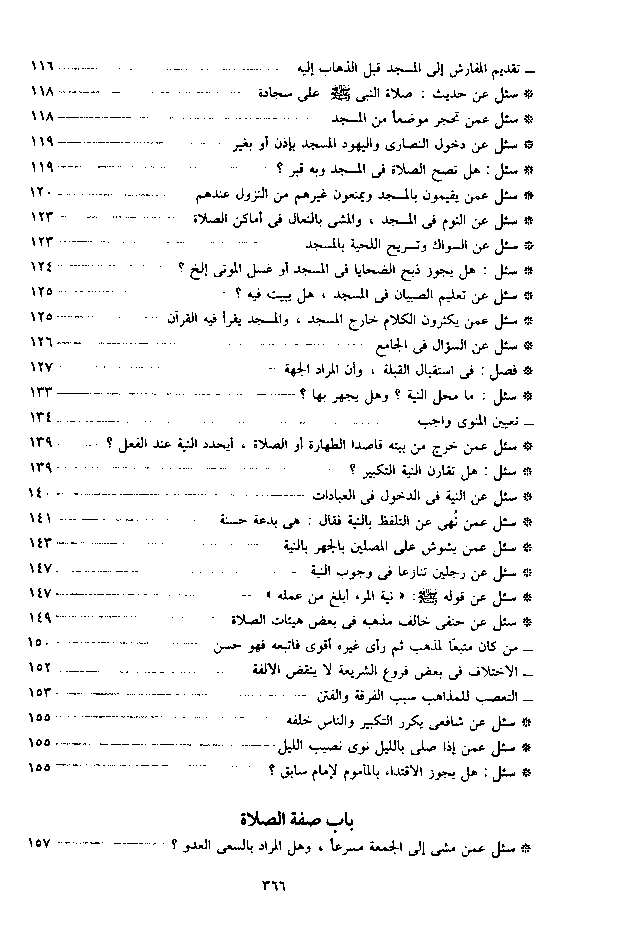 ـ تقديم المفارش إلى المسجد قبل الذهاب إليه ١١٦
* سئل عن حديث : صلاة النبى ﷺ على سجادة ١١٨
* سئل عمن تحجر موضعاً من المسجد ١١٨
* سئل عن دخول النصارى واليهود المسجد بإذن أو بغير ١١٩
* سئل : هل تصح الصلاة فى المسجد وبه قبر ؟ ١١٩
* سئل عمن يقيمون بالمسجد ويمنعون غيرهم من النزول عندهم ١٢٠
* سئل عن النوم فى المسجد ، والمشى بالنعال فى أماكن الصلاة ١٢٣
* سئل عن السواك وتسريح اللحية بالمسجد ١٢٣
* سئل : هل يجوز ذبح الضحايا فى المسجد أو غسل الموتى إلخ ؟ ١٢٤
* سئل عن تعليم الصبيان فى المسجد ، هل يبيت فيه ؟ ١٢٥
* سئل عمن يكثرون الكلام خارج المسجد ، والمسجد يقرأ فيه القرآن ١٢٥
* سئل عن السؤال فى الجامع ١٢٦
* فصل : فى استقبال القبلة ، وأن المراد الجهة ١٢٧
* سئل : ما محل النية ؟ وهل يجهر بها ؟ ١٣٣
ـ تعيين المنوى واجب ١٣٤
* سئل عمن خرج من بيته قاصدا الطهارة أو الصلاة ، أيجدد النية عند الفعل ؟ ١٣٩
* سئل : هل تقارن النية التكبير ؟ ١٣٩
* سئل عن النية فى الدخول فى العبادات ١٤٠
* سئل عمن نُهى عن التلفظ بالنية فقال : هى بدعة حسنة ١٤١
* سئل عمن يشوش على المصلين بالجهر بالنية ١٤٣
* سئل عن رجلين تنازعا فى وجوب النية ١٤٧
* سئل عن قوله ﷺ : « نية المرء أبلغ من عمله » ١٤٧
* سئل عن حنفى خالف مذهبه فى بعض هيئات الصلاة ١٤٩
ـ من كان متبعًا لمذهب ثم رأى غيره أقوى فاتبعه فهو حسن ١٥٠
ـ الاختلاف فى بعض فروع الشريعة لا ينقض الألفة ١٥٢
ـ التعصب للمذاهب سبب الفرقة والفتن ١٥٣
* سئل عن شافعى يكرر التكبير والناس خلفه ١٥٥
* سئل عمن إذا صلى بالليل نوى نصيب الليل ١٥٥
* سئل : هل يجوز الاقتداء بالمأموم لإمام سابق ؟ ١٥٥
باب صفة الصلاة
* سئل عمن مشى إلى الجمعة مسرعاً ، وهل المراد بالسعى العدو ؟ ١٥٧
٣٦٦